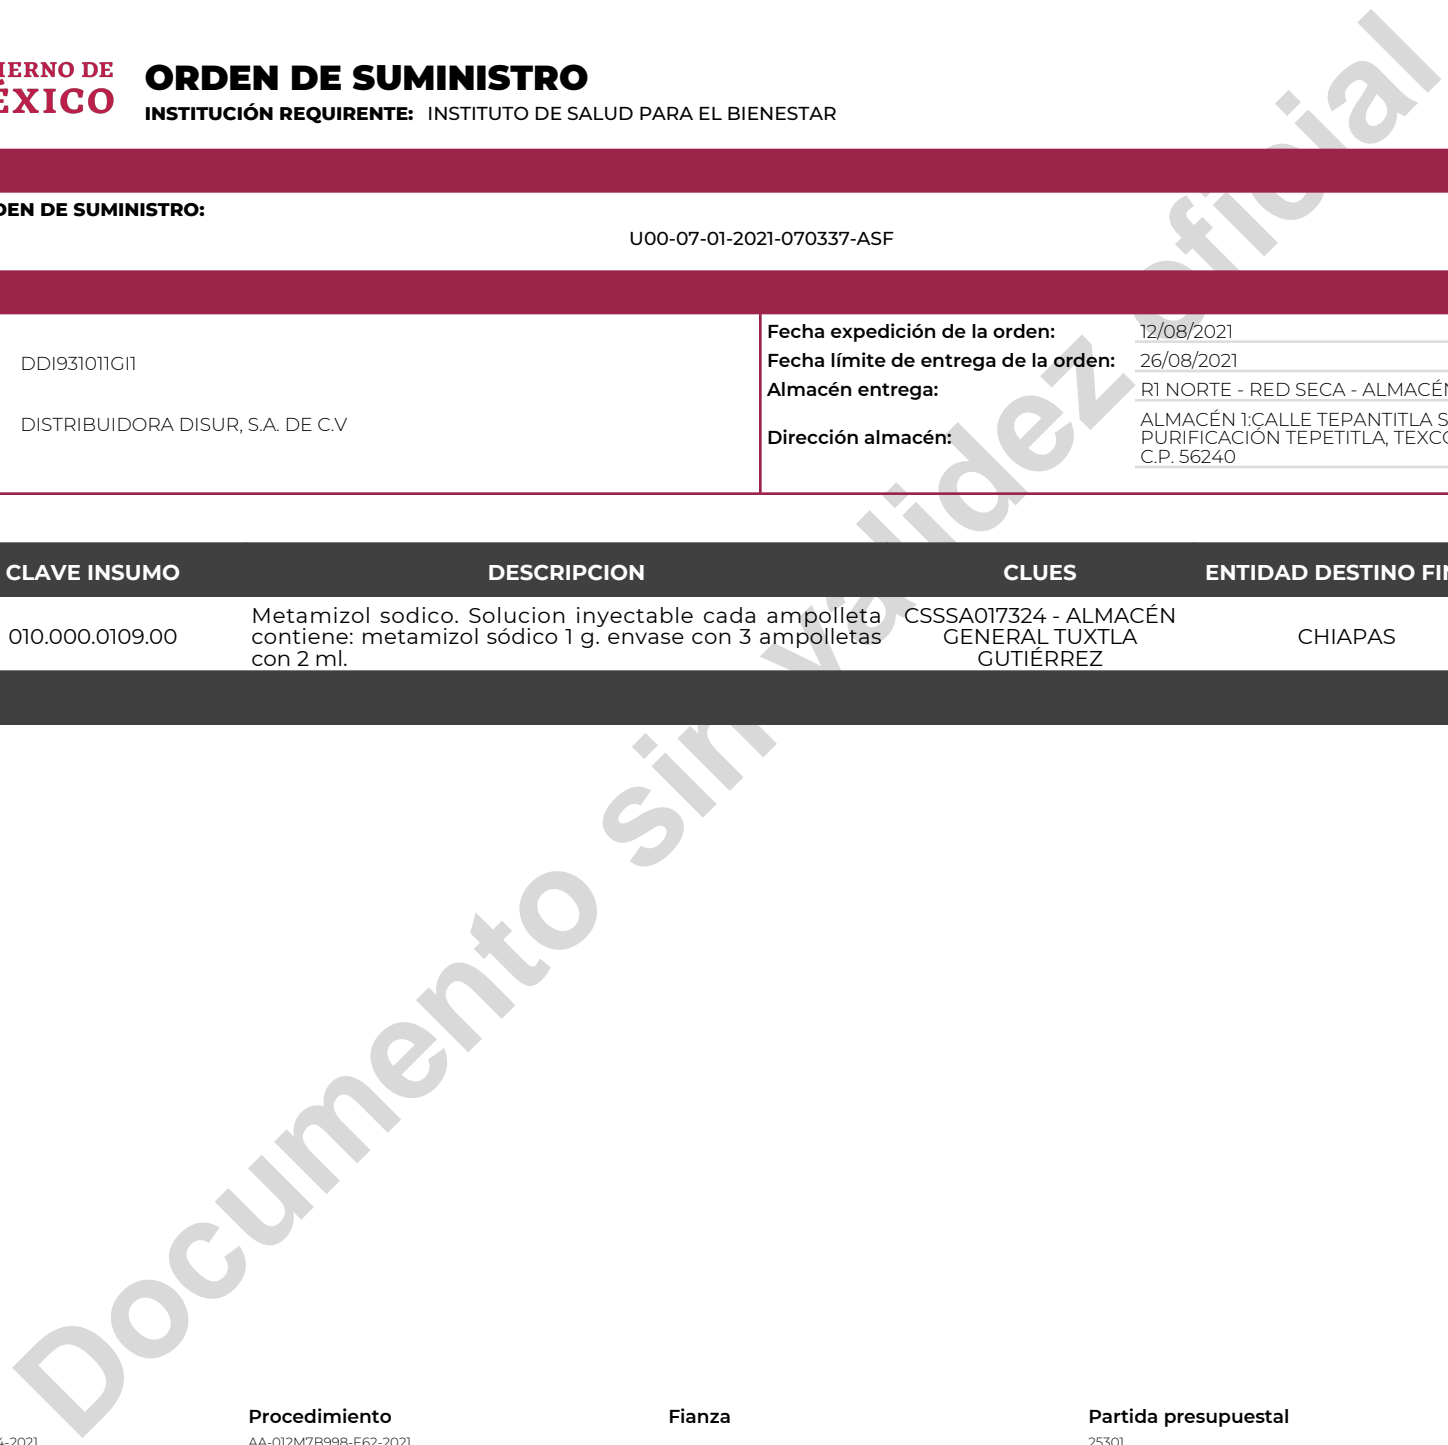 ORDEN DE SUMINISTRO
INSTITUCIÓN REQUIRENTE: INSTITUTO DE SALUD PARA EL BIENESTAR
IERNO DE
ÉXICO
DEN DE SUMINISTRO:
U00-07-01-2021-070337-ASF
DDI931011GI1
DISTRIBUIDORA DISUR, S.A. DE C.V
Fecha expedición de la orden: 12/08/2021
Fecha límite de entrega de la orden: 26/08/2021
Almacén entrega: R1 NORTE - RED SECA - ALMACÉN
Dirección almacén: ALMACÉN 1:CALLE TEPANTITLA S
PURIFICACIÓN TEPETITLA, TEXCO
C.P. 56240
CLAVE INSUMO DESCRIPCION CLUES ENTIDAD DESTINO FIN
010.000.0109.00
Metamizol sodico. Solucion inyectable cada ampolleta
contiene: metamizol sódico 1 g. envase con 3 ampolletas
con 2 ml.
CSSSA017324 - ALMACÉN
GENERAL TUXTLA
GUTIÉRREZ
CHIAPAS
Documento sin validez oficial
Procedimiento Fianza Partida presupuestal
4-2021 AA-012M7B998-E62-2021 25301